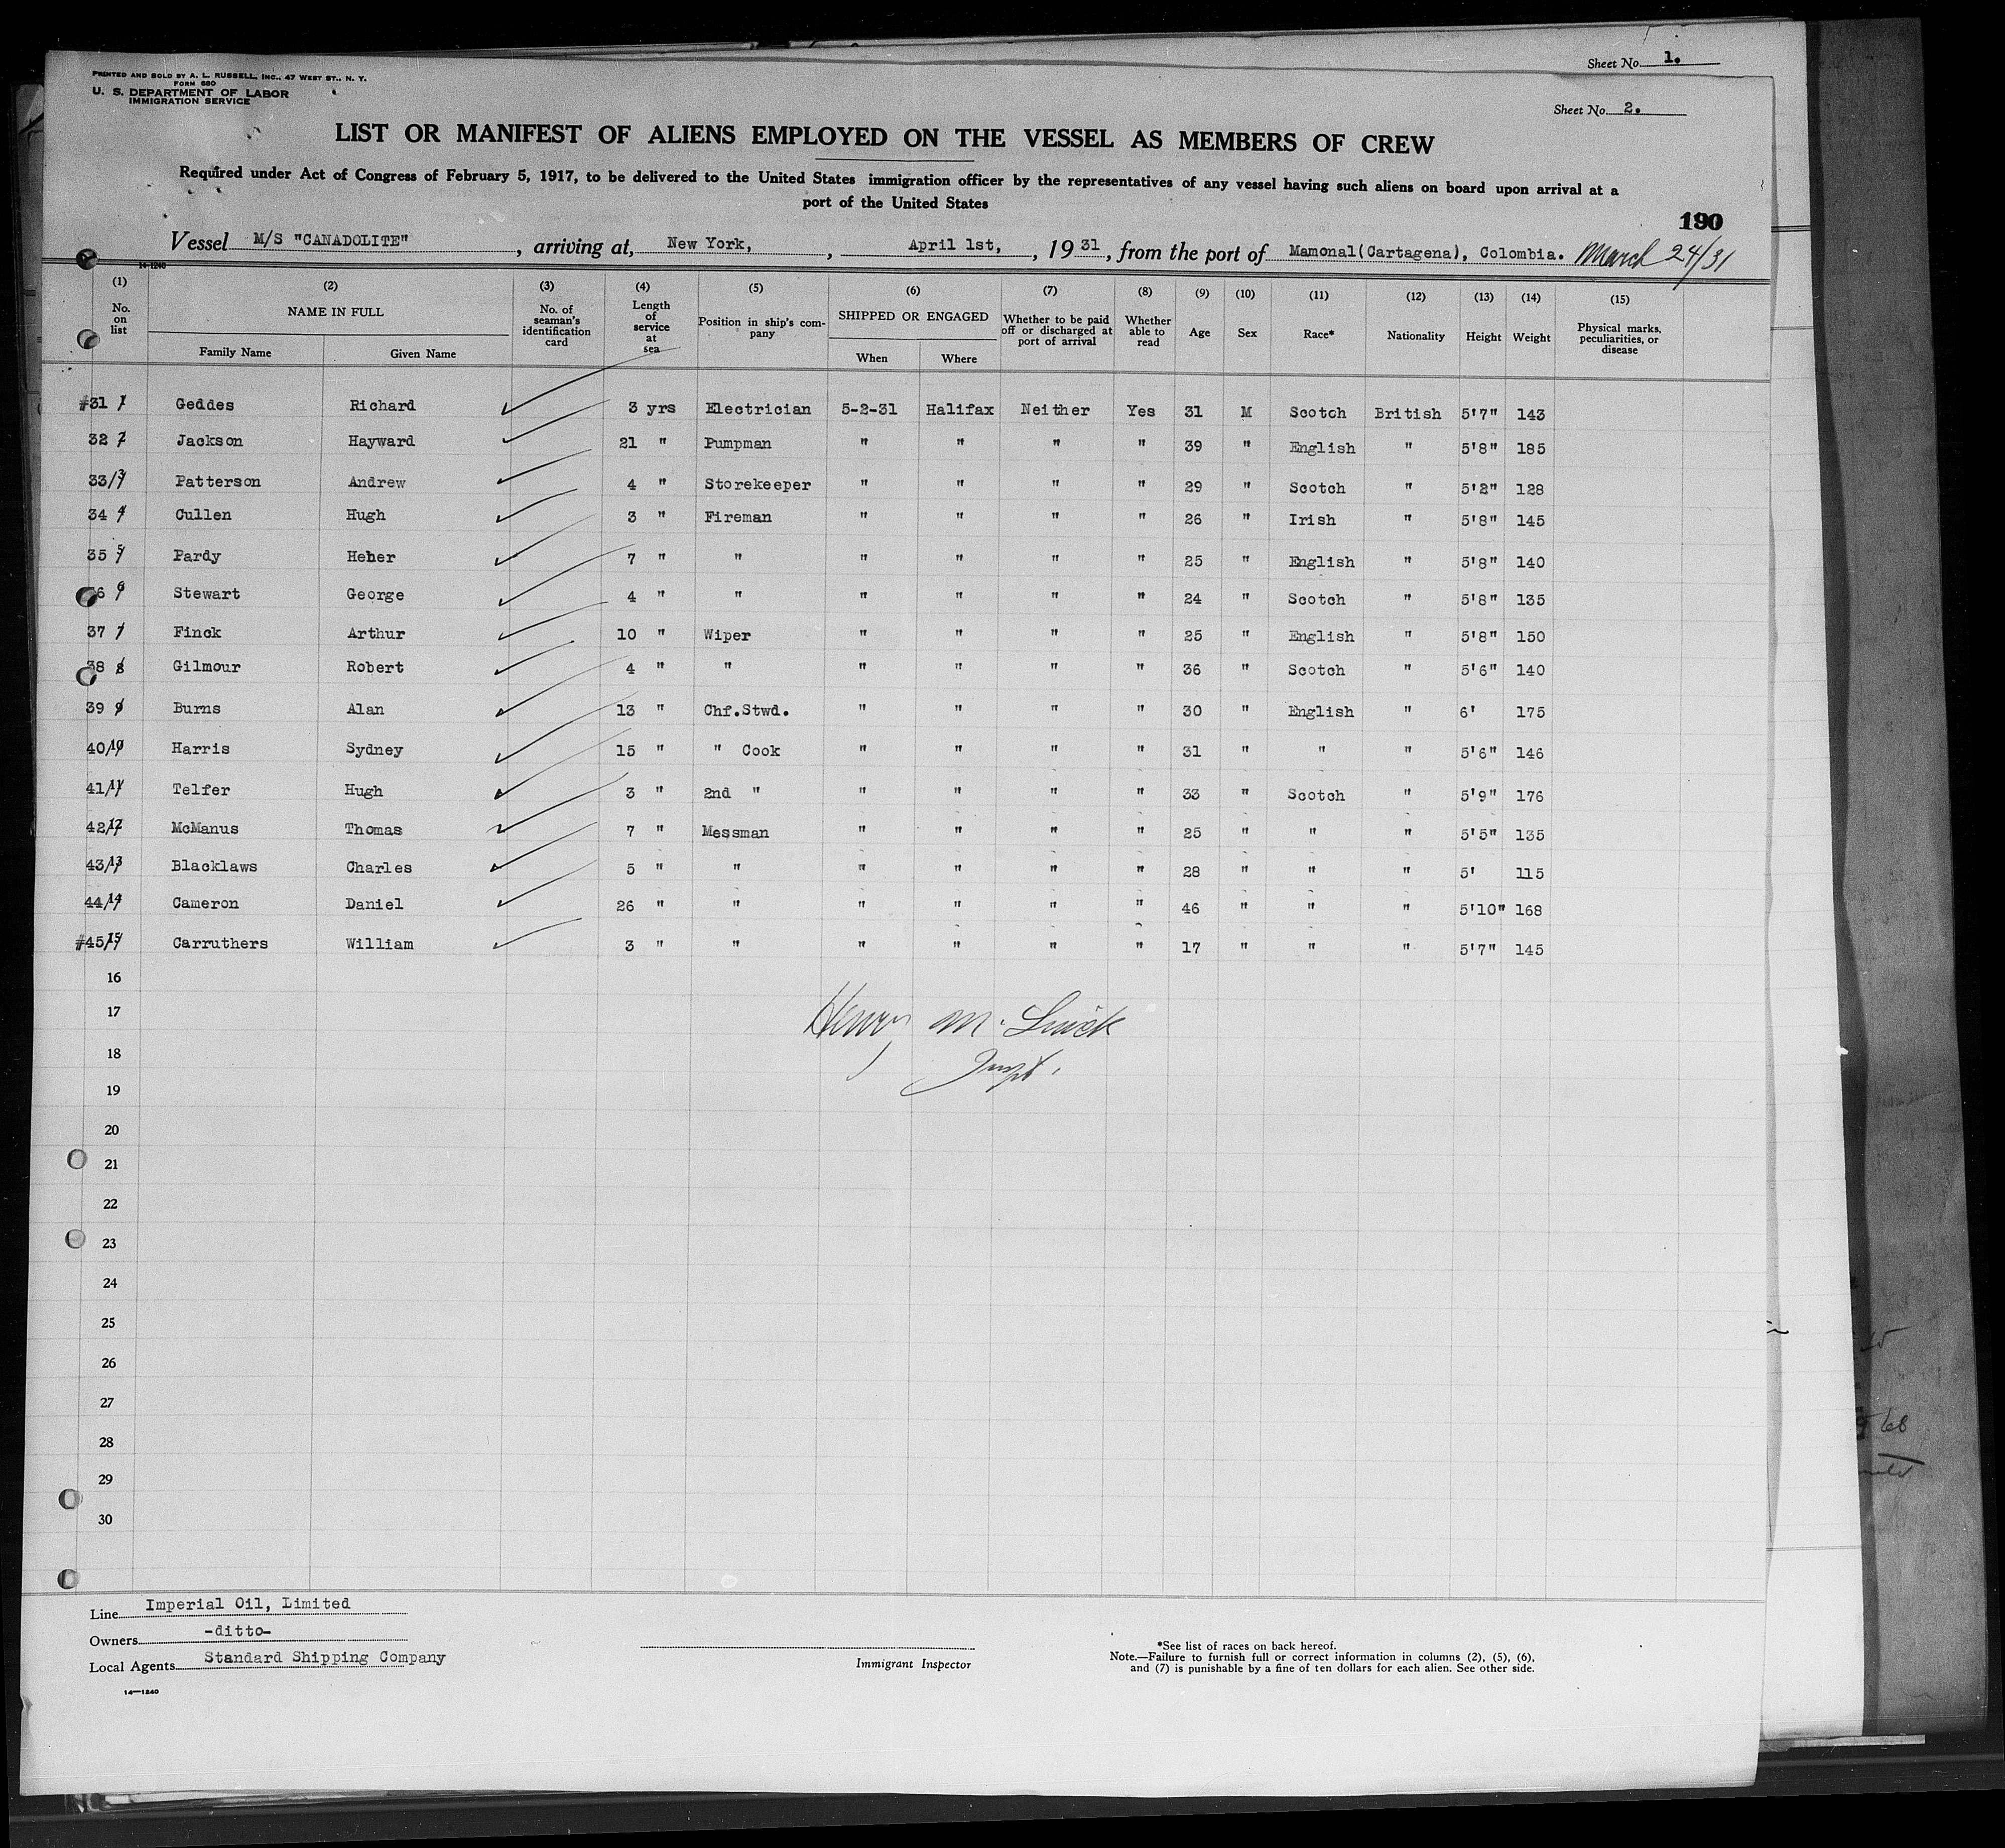 Sheet No. 1.
PRINTED AND SOLD BY A. L. RUSSELL, INC., 47 WEST ST., N. Y.
FORM 680
U. S. DEPARTMENT OF LABOR
IMMIGRATION SERVICE
Sheet No. 2.
LIST OR MANIFEST OF ALIENS EMPLOYED ON THE VESSEL AS MEMBERS OF CREW
Required under Act of Congress of February 5, 1917, to be delivered to the United States immigration officer by the representatives of any vessel having such aliens on board upon arrival at a
port of the United States
190
Vessel M/S "CANADOLITE", arriving at, New York, , April 1st, , 19 31, from the port of Mamonal(Cartagena), Colombia. March 24/31
14-1240
(1) (2) (3) (4) (5) (6) (7) (8) (9) (10) (11) (12) (13) (14) (15)
No. on list NAME IN FULL Family Name Given Name No. of seaman's identification card Length of service at sea Position in ship's company SHIPPED OR ENGAGED When Where Whether to be paid off or discharged at port of arrival Whether able to read Age Sex Race* Nationality Height Weight Physical marks, peculiarities, or disease
#31 1 Geddes Richard 3 yrs Electrician 5-2-31 Halifax Neither Yes 31 M Scotch British 5'7" 143
32 2 Jackson Hayward 21 " Pumpman " " " " 39 " English " 5'8" 185
33/3 Patterson Andrew 4 " Storekeeper " " " " 29 " Scotch " 5'2" 128
34 4 Cullen Hugh 3 " Fireman " " " " 26 " Irish " 5'8" 145
35 5 Pardy Heber 7 " " " " " " 25 " English " 5'8" 140
6 6 Stewart George 4 " " " " " " 24 " Scotch " 5'8" 135
37 7 Finck Arthur 10 " Wiper " " " " 25 " English " 5'8" 150
38 8 Gilmour Robert 4 " " " " " " 36 " Scotch " 5'6" 140
39 9 Burns Alan 13 " Chf.Stwd. " " " " 30 " English " 6' 175
40/10 Harris Sydney 15 " " Cook " " " " 31 " " " 5'6" 146
41/11 Telfer Hugh 3 " 2nd " " " " " 33 " Scotch " 5'9" 176
42/12 McManus Thomas 7 " Messman " " " " 25 " " " 5'5" 135
43/13 Blacklaws Charles 5 " " " " " " 28 " " " 5' 115
44/14 Cameron Daniel 26 " " " " " " 46 " " " 5'10" 168
#45/15 Carruthers William 3 " " " " " " 17 " " " 5'7" 145
16
17
18
19
20
21
22
23
24
25
26
27
28
29
30
Henry M.
Inspt.
Line Imperial Oil, Limited
Owners -ditto-
Local Agents Standard Shipping Company
14-1240
Immigrant Inspector
*See list of races on back hereof.
Note.—Failure to furnish full or correct information in columns (2), (5), (6),
and (7) is punishable by a fine of ten dollars for each alien. See other side.
68